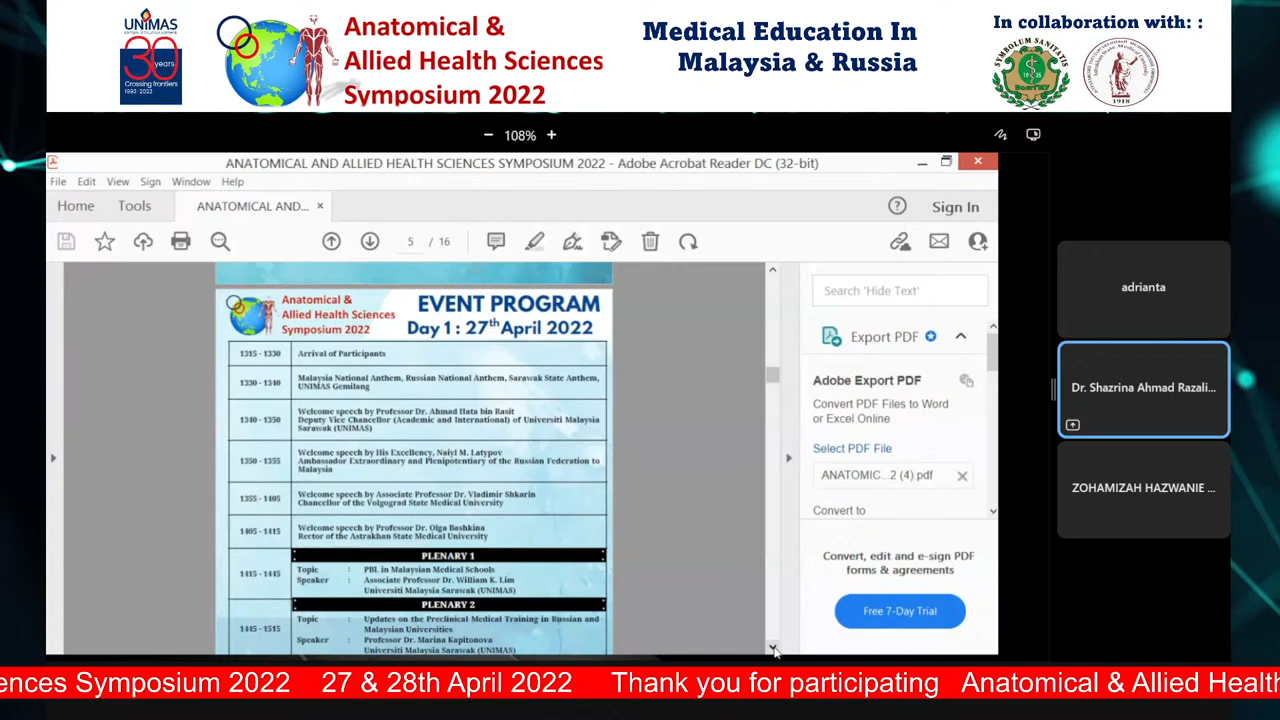 UNIMAS
30
years
Crossing frontiers
1992-2022
Anatomical &
Allied Health Sciences
Symposium 2022
Medical Education In
Malaysia & Russia
In collaboration with: :
SYMBOLUM SANITATIS
19 35
1918
− 108% +
ANATOMICAL AND ALLIED HEALTH SCIENCES SYMPOSIUM 2022 - Adobe Acrobat Reader DC (32-bit)
File Edit View Sign Window Help
Home Tools ANATOMICAL AND... × Sign In
5 / 16
Anatomical &
Allied Health Sciences
Symposium 2022
EVENT PROGRAM
Day 1 : 27th April 2022
1315 - 1330 Arrival of Participants
1330 - 1340 Malaysia National Anthem, Russian National Anthem, Sarawak State Anthem,
UNIMAS Gemilang
1340 - 1350 Welcome speech by Professor Dr. Ahmad Hata bin Rasit
Deputy Vice Chancellor (Academic and International) of Universiti Malaysia
Sarawak (UNIMAS)
1350 - 1355 Welcome speech by His Excellency, Naiyl M. Latypov
Ambassador Extraordinary and Plenipotentiary of the Russian Federation to
Malaysia
1355 - 1405 Welcome speech by Associate Professor Dr. Vladimir Shkarin
Chancellor of the Volgograd State Medical University
1405 - 1415 Welcome speech by Professor Dr. Olga Bashkina
Rector of the Astrakhan State Medical University
PLENARY 1
1415 - 1445 Topic : PBL in Malaysian Medical Schools
Speaker : Associate Professor Dr. William K. Lim
Universiti Malaysia Sarawak (UNIMAS)
PLENARY 2
1445 - 1515 Topic : Updates on the Preclinical Medical Training in Russian and
Malaysian Universities
Speaker : Professor Dr. Marina Kapitonova
Universiti Malaysia Sarawak (UNIMAS)
Search 'Hide Text'
Export PDF
Adobe Export PDF
Convert PDF Files to Word
or Excel Online
Select PDF File
ANATOMIC...2 (4).pdf
Convert to
Convert, edit and e-sign PDF
forms & agreements
Free 7-Day Trial
adrianta
Dr. Shazrina Ahmad Razali...
ZOHAMIZAH HAZWANIE ...
ences Symposium 2022 27 & 28th April 2022 Thank you for participating Anatomical & Allied Health